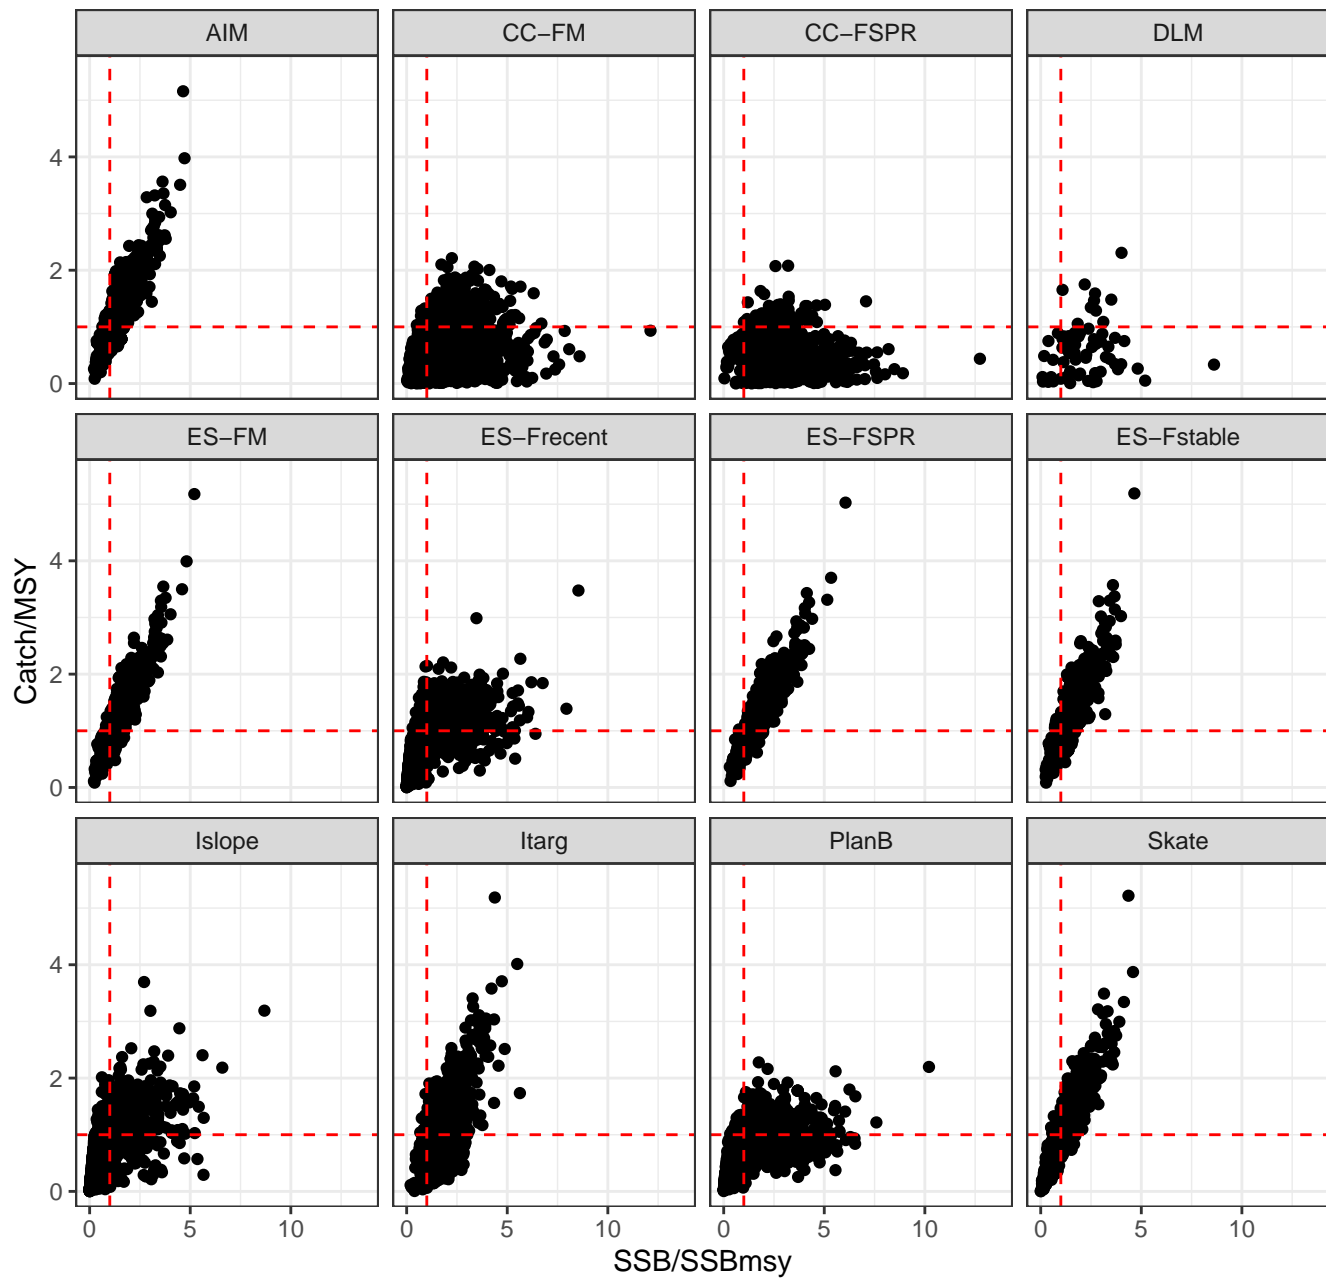 AIM CC−FM CC−FSPR DLM
4
2
0
ES−FM ES−Frecent ES−FSPR ES−Fstable
4
2
0
Catch/MSY
Islope Itarg PlanB Skate
4
2
0
0 5 10 0 5 10 0 5 10 0 5 10
SSB/SSBmsy